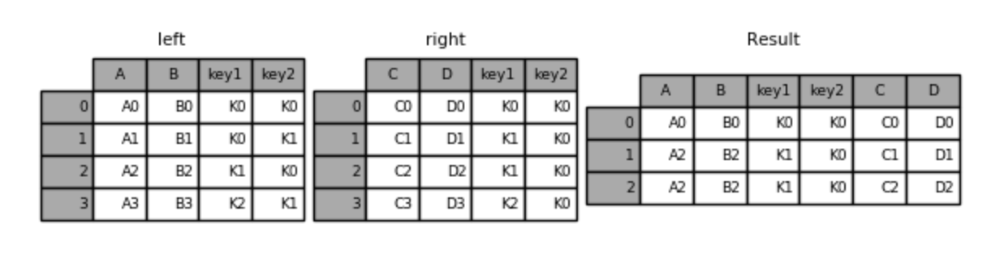 left
A B key1 key2
0 A0 B0 K0 K0
1 A1 B1 K0 K1
2 A2 B2 K1 K0
3 A3 B3 K2 K1
right
C D key1 key2
0 C0 D0 K0 K0
1 C1 D1 K1 K0
2 C2 D2 K1 K0
3 C3 D3 K2 K0
Result
A B key1 key2 C D
0 A0 B0 K0 K0 C0 D0
1 A2 B2 K1 K0 C1 D1
2 A2 B2 K1 K0 C2 D2